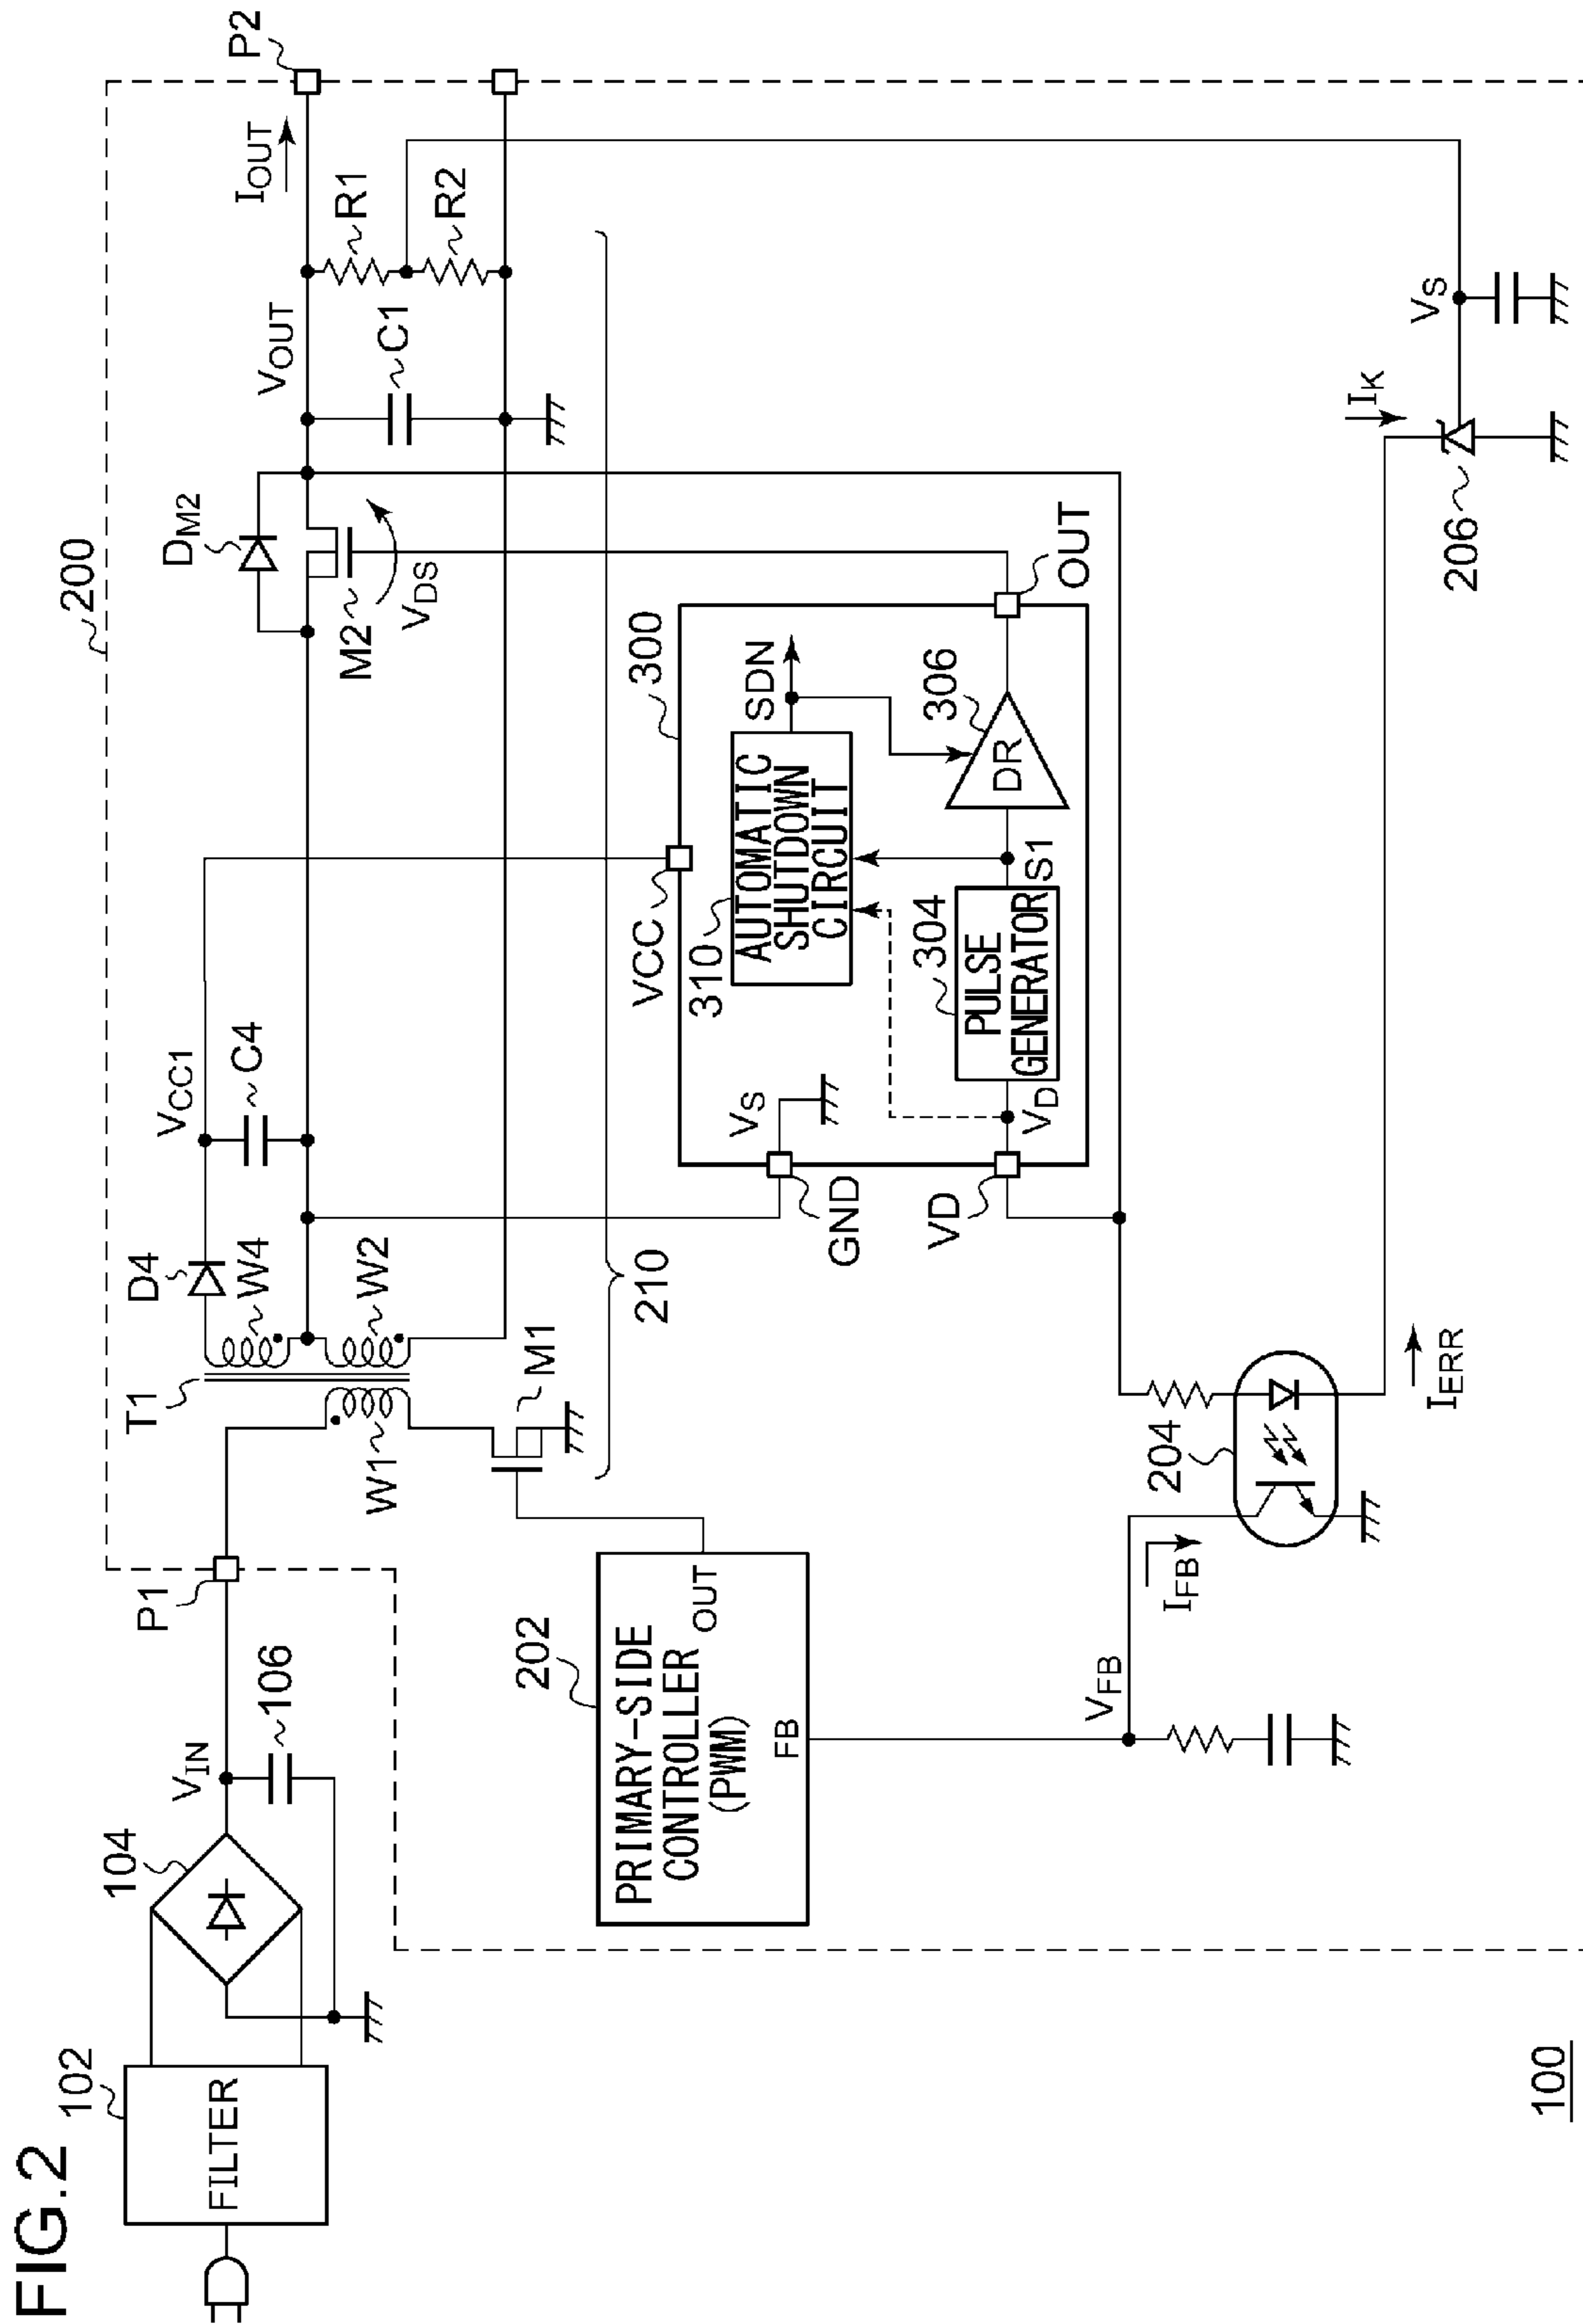 FIG.2
100
102
FILTER
104
V_IN
106
P1
200
T1
W1
W4
W2
M1
D4
V_CC1
C4
210
M2
D_M2
V_DS
V_OUT
C1
I_OUT
R1
R2
P2
202
PRIMARY-SIDE
CONTROLLER
(PWM)
OUT
FB
V_FB
I_FB
204
I_ERR
300
VCC
GND
V_S
VD
V_D
310
AUTOMATIC
SHUTDOWN
CIRCUIT
SDN
304
PULSE
GENERATOR
S1
306
DR
OUT
206
I_K
V_S